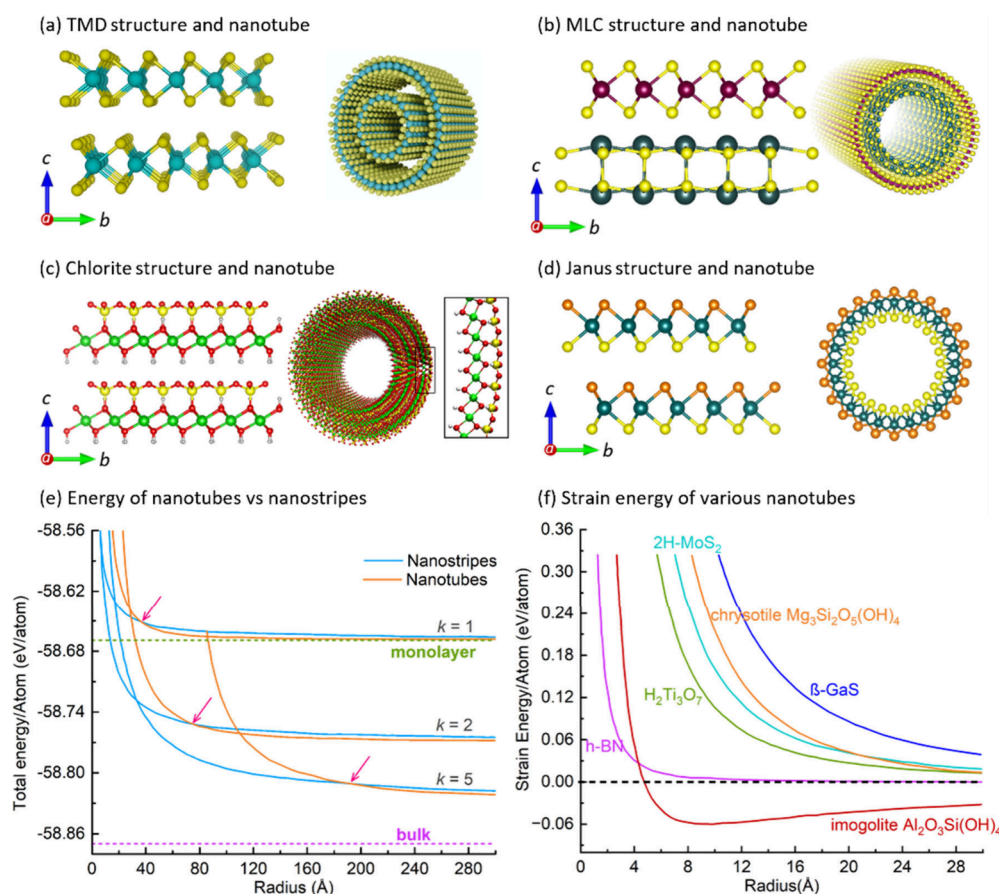 (a) TMD structure and nanotube
(b) MLC structure and nanotube
c
a
b
c
a
b
(c) Chlorite structure and nanotube
(d) Janus structure and nanotube
c
a
b
c
a
b
(e) Energy of nanotubes vs nanostripes
(f) Strain energy of various nanotubes
Total energy/Atom (eV/atom)
-58.56
-58.62
-58.68
-58.74
-58.80
-58.86
Nanostripes
Nanotubes
k = 1
monolayer
k = 2
k = 5
bulk
0 40 80 120 160 200 240 280
Radius (Å)
Strain Energy/Atom (eV/atom)
0.36
0.30
0.24
0.18
0.12
0.06
0.00
-0.06
2H-MoS2
chrysotile Mg3Si2O5(OH)4
ß-GaS
H2Ti3O7
h-BN
imogolite Al2O3Si(OH)4
0 4 8 12 16 20 24 28
Radius(Å)